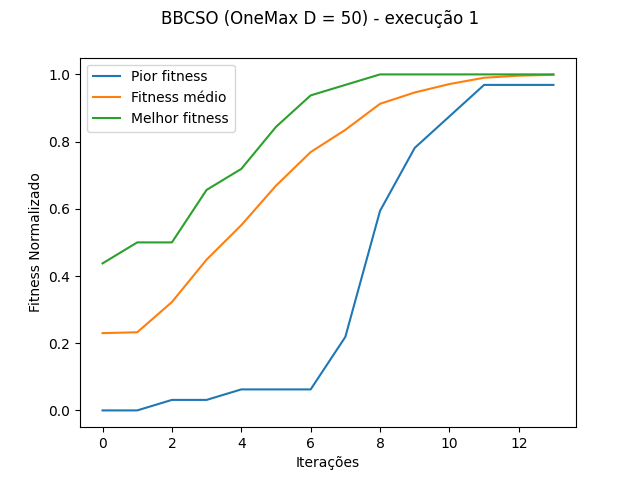 BBCSO (OneMax D = 50) - execução 1
Pior fitness
Fitness médio
Melhor fitness
Fitness Normalizado
1.0
0.8
0.6
0.4
0.2
0.0
0 2 4 6 8 10 12
Iterações